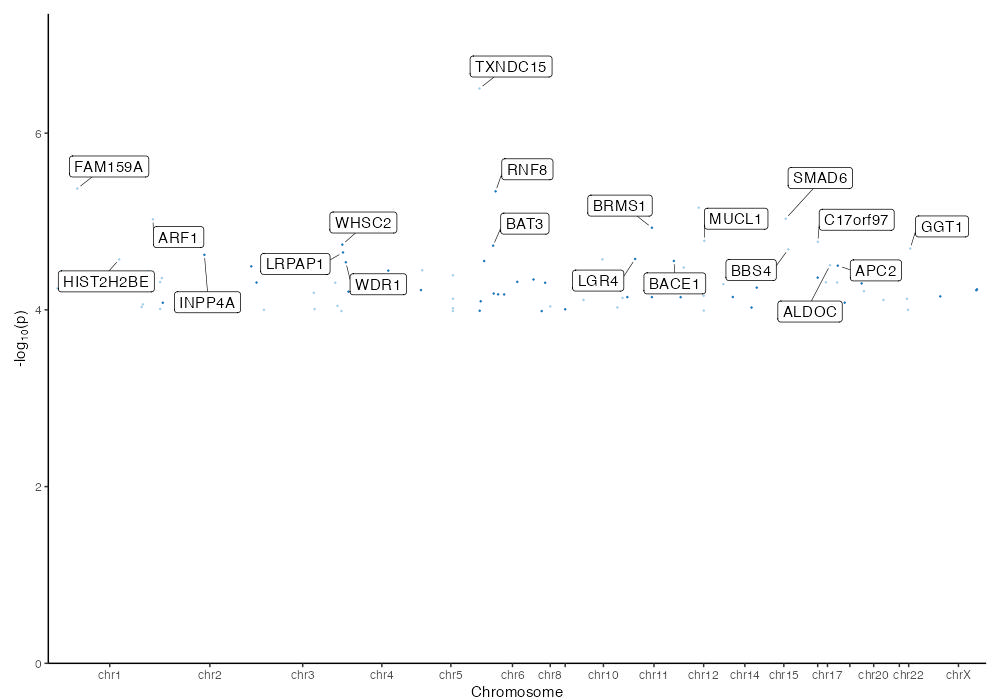 TXNDC15
6
FAM159A
RNF8
SMAD6
BRMS1
ARF1
WHSC2
BAT3
MUCL1
C17orf97
GGT1
HIST2H2BE
LRPAP1
WDR1
LGR4
BACE1
BBS4
APC2
INPP4A
ALDOC
4
-log10(p)
2
0
chr1 chr2 chr3 chr4 chr5 chr6 chr8 chr10 chr11 chr12 chr14 chr15 chr17 chr20 chr22 chrX
Chromosome